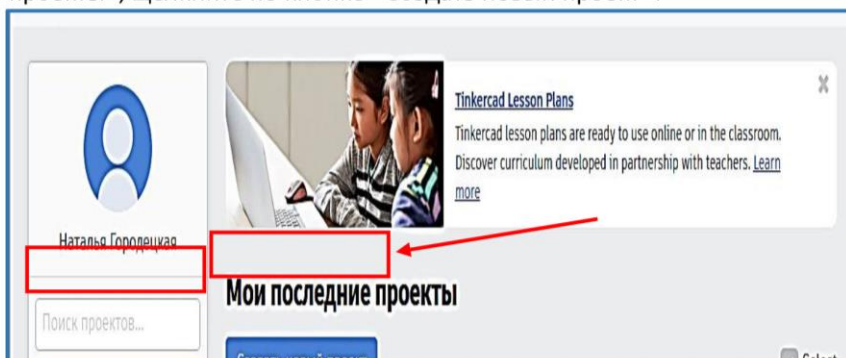 Tinkercad Lesson Plans
Tinkercad lesson plans are ready to use online or in the classroom.
Discover curriculum developed in partnership with teachers. Learn
more
Наталья Городецкая
Мои последние проекты
Поиск проектов...